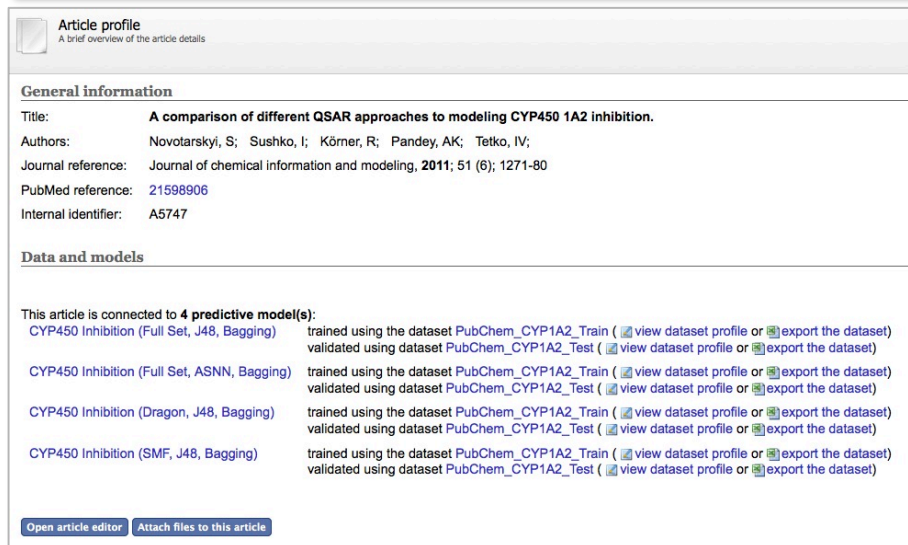 Article profile
A brief overview of the article details
General information
Title: A comparison of different QSAR approaches to modeling CYP450 1A2 inhibition.
Authors: Novotarskyi, S; Sushko, I; Körner, R; Pandey, AK; Tetko, IV;
Journal reference: Journal of chemical information and modeling, 2011; 51 (6); 1271-80
PubMed reference: 21598906
Internal identifier: A5747
Data and models
This article is connected to 4 predictive model(s):
CYP450 Inhibition (Full Set, J48, Bagging) trained using the dataset PubChem_CYP1A2_Train ( view dataset profile or export the dataset)
validated using dataset PubChem_CYP1A2_Test ( view dataset profile or export the dataset)
CYP450 Inhibition (Full Set, ASNN, Bagging) trained using the dataset PubChem_CYP1A2_Train ( view dataset profile or export the dataset)
validated using dataset PubChem_CYP1A2_Test ( view dataset profile or export the dataset)
CYP450 Inhibition (Dragon, J48, Bagging) trained using the dataset PubChem_CYP1A2_Train ( view dataset profile or export the dataset)
validated using dataset PubChem_CYP1A2_Test ( view dataset profile or export the dataset)
CYP450 Inhibition (SMF, J48, Bagging) trained using the dataset PubChem_CYP1A2_Train ( view dataset profile or export the dataset)
validated using dataset PubChem_CYP1A2_Test ( view dataset profile or export the dataset)
Open article editor Attach files to this article